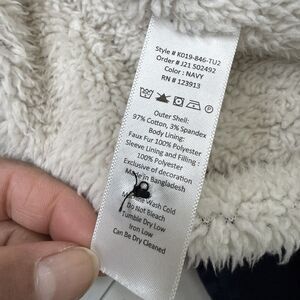 Style # K019-846-TU2
Order # J21 S02492
Color : NAVY
RN # 123913
Outer Shell:
97% Cotton, 3% Spandex
Body Lining:
Faux Fur 100% Polyester
Sleeve Lining and Filling :
100% Polyester
Exclusive of decoration
Made in Bangladesh
Wash Cold
Do Not Bleach
Tumble Dry Low
Iron Low
Can Be Dry Cleaned